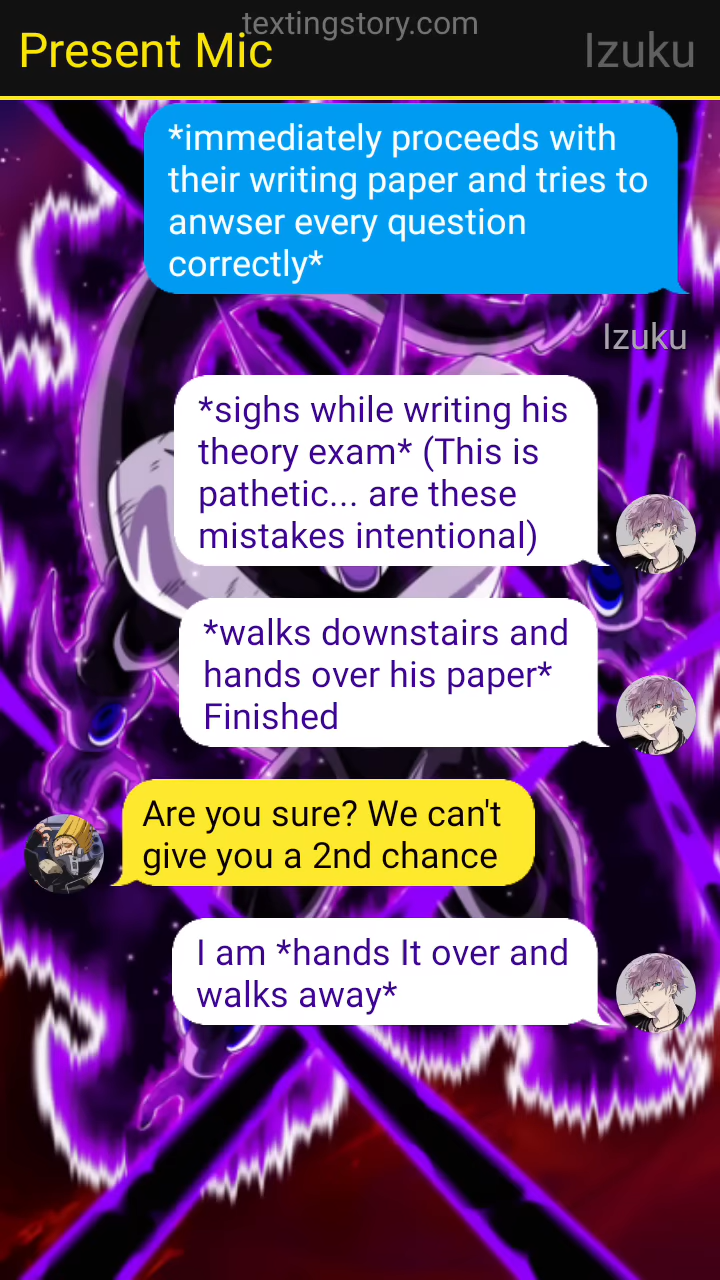 textingstory.com
Present Mic
Izuku
*immediately proceeds with
their writing paper and tries to
anwser every question
correctly*
Izuku
*sighs while writing his
theory exam* (This is
pathetic... are these
mistakes intentional)
*walks downstairs and
hands over his paper*
Finished
Are you sure? We can't
give you a 2nd chance
I am *hands It over and
walks away*